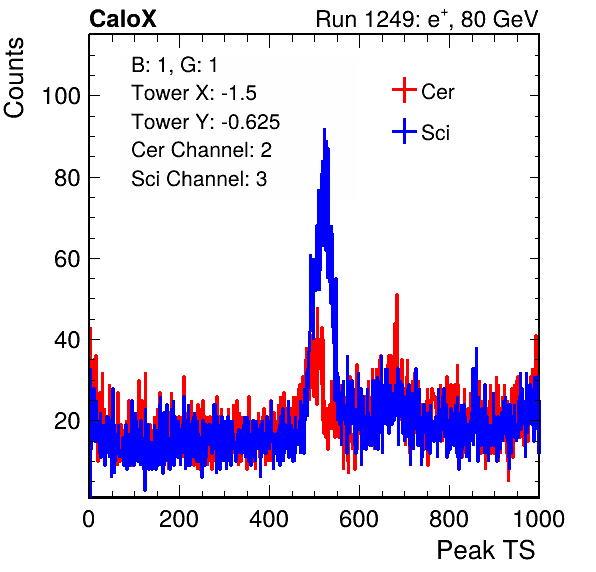 CaloX Run 1249: e+, 80 GeV
Counts
B: 1, G: 1
Tower X: -1.5
Tower Y: -0.625
Cer Channel: 2
Sci Channel: 3
Cer
Sci
100
80
60
40
20
0 200 400 600 800 1000
Peak TS